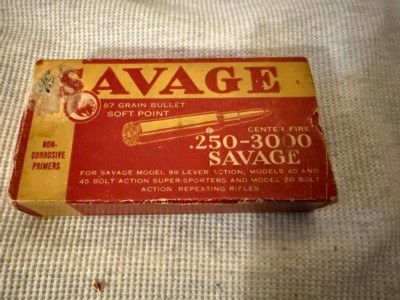 SAVAGE
87 GRAIN BULLET
SOFT POINT
CENTER FIRE
.250-3000
SAVAGE
NON-
CORROSIVE
PRIMERS
FOR SAVAGE MODEL 99 LEVER ACTION, MODELS 40 AND
45 BOLT ACTION SUPER-SPORTERS AND MODEL 20 BOLT
ACTION REPEATING RIFLES